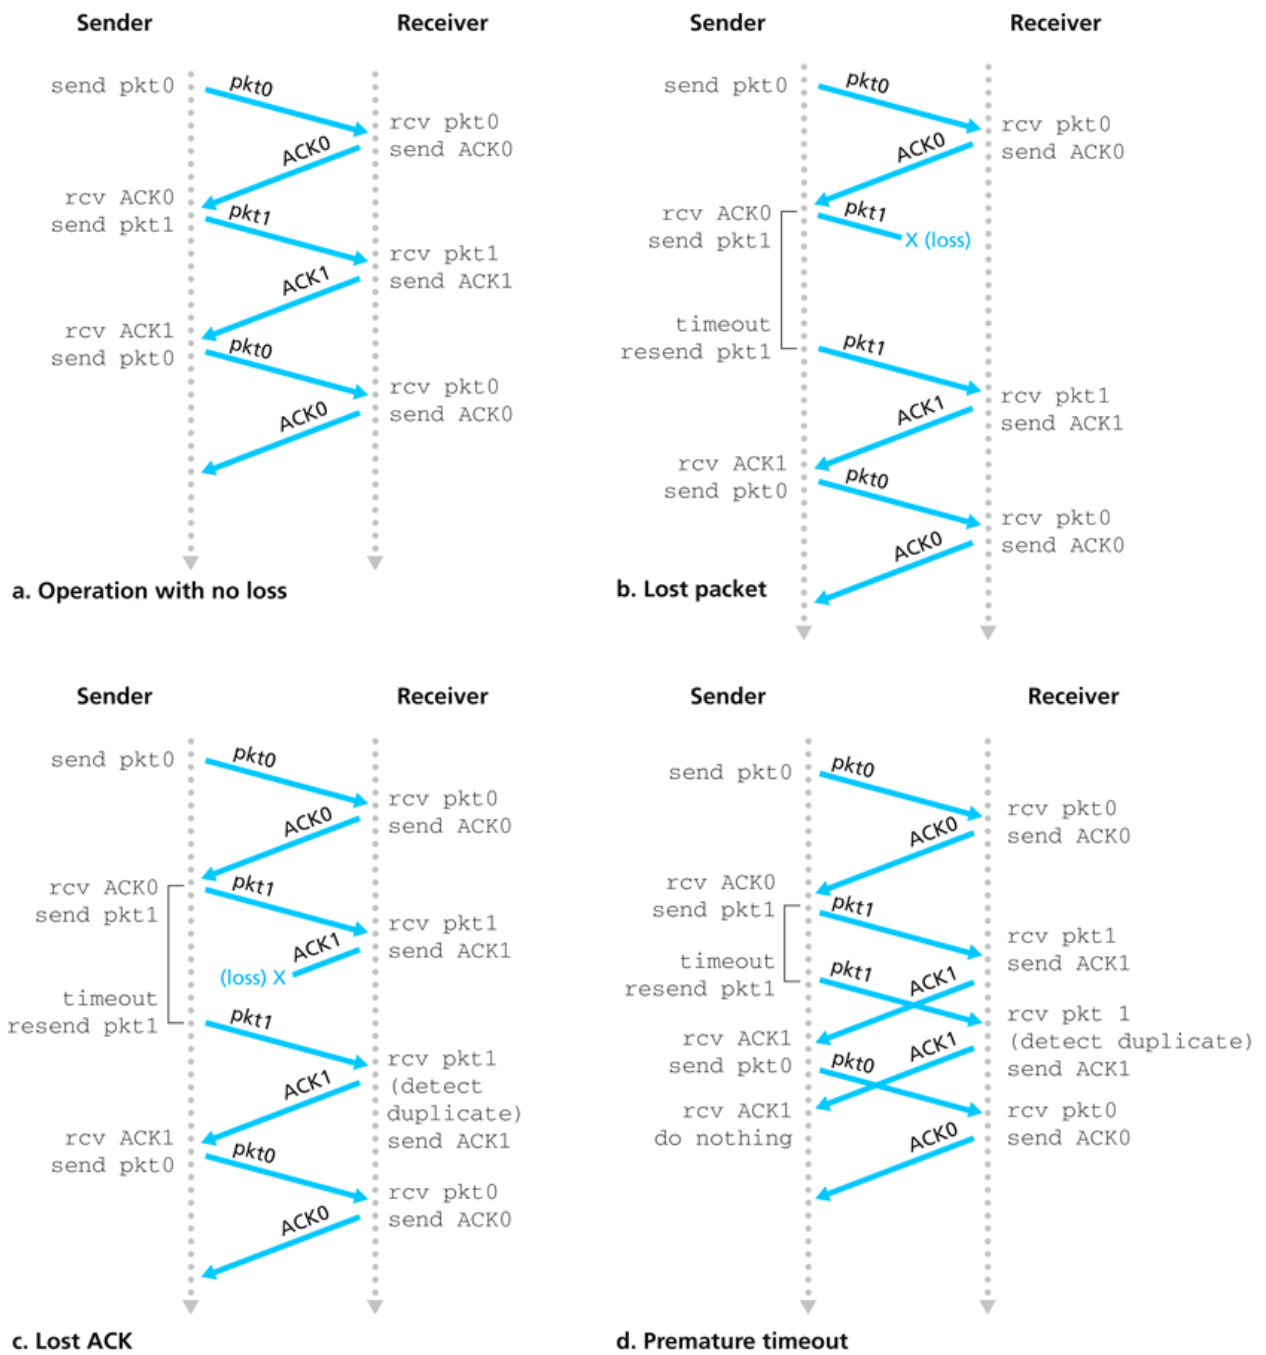 Sender Receiver
send pkt0 pkt0
rcv pkt0
ACK0 send ACK0
rcv ACK0
send pkt1 pkt1
rcv pkt1
ACK1 send ACK1
rcv ACK1
send pkt0 pkt0
rcv pkt0
ACK0 send ACK0
a. Operation with no loss
Sender Receiver
send pkt0 pkt0
rcv pkt0
ACK0 send ACK0
rcv ACK0 pkt1
send pkt1 X (loss)
timeout
resend pkt1 pkt1
rcv pkt1
ACK1 send ACK1
rcv ACK1
send pkt0 pkt0
rcv pkt0
ACK0 send ACK0
b. Lost packet
Sender Receiver
send pkt0 pkt0
rcv pkt0
ACK0 send ACK0
rcv ACK0 pkt1
send pkt1
rcv pkt1
ACK1 send ACK1
(loss) X
timeout
resend pkt1 pkt1
rcv pkt1
ACK1 (detect
duplicate)
send ACK1
rcv ACK1
send pkt0 pkt0
rcv pkt0
ACK0 send ACK0
c. Lost ACK
Sender Receiver
send pkt0 pkt0
rcv pkt0
ACK0 send ACK0
rcv ACK0
send pkt1 pkt1
rcv pkt1
send ACK1
timeout
resend pkt1 pkt1 ACK1
rcv pkt 1
rcv ACK1 ACK1 (detect duplicate)
send pkt0 pkt0 send ACK1
rcv ACK1 rcv pkt0
do nothing ACK0 send ACK0
d. Premature timeout